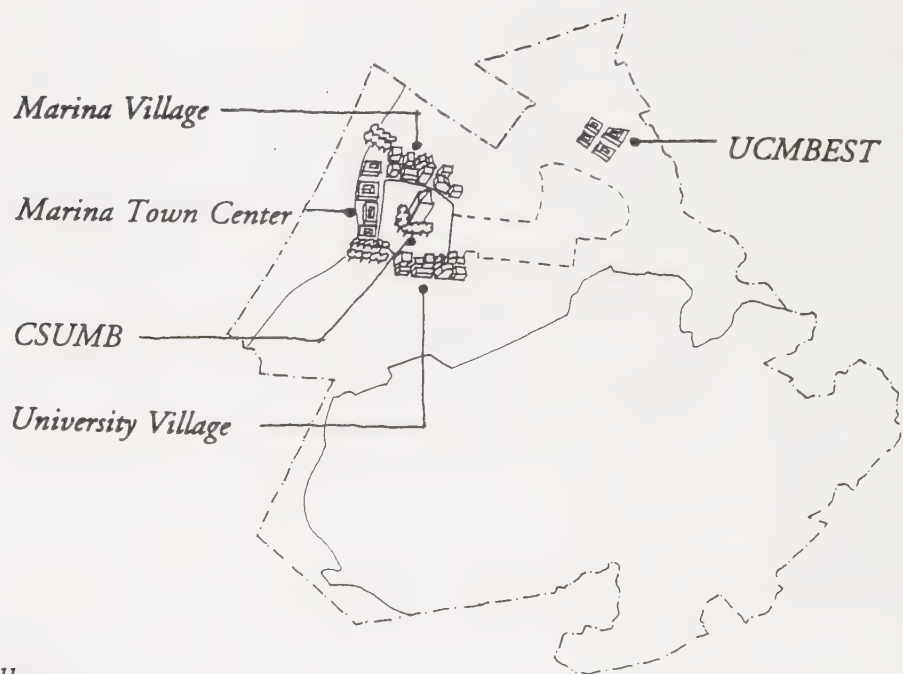 Marina Village
UCMBEST
Marina Town Center
CSUMB
University Village